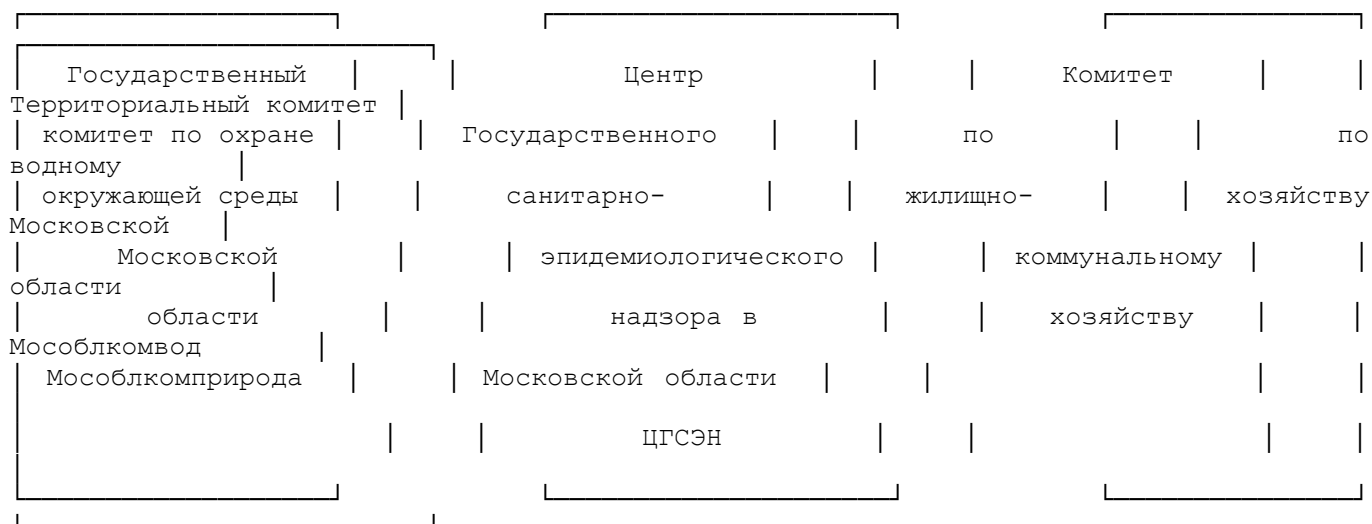 Государственный Центр Комитет
Территориальный комитет
комитет по охране Государственного по по
водному
окружающей среды санитарно- жилищно- хозяйству
Московской
Московской эпидемиологического коммунальному
области
области надзора в хозяйству
Мособлкомвод
Мособлкомприрода Московской области
ЦГСЭН